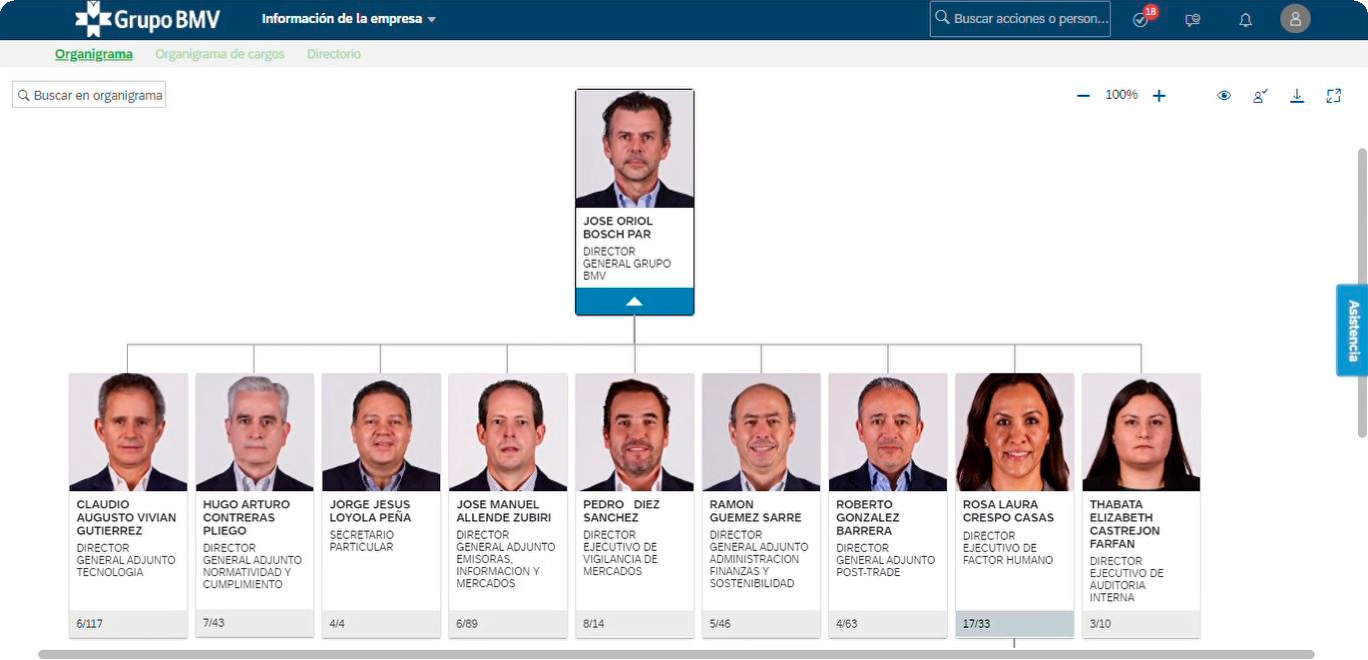 Grupo BMV
Información de la empresa
Buscar acciones o person...
18
Organigrama
Organigrama de cargos
Directorio
Buscar en organigrama
100%
JOSE ORIOL
BOSCH PAR
DIRECTOR
GENERAL GRUPO
BMV
Asistencia
CLAUDIO
AUGUSTO VIVIAN
GUTIERREZ
DIRECTOR
GENERAL ADJUNTO
TECNOLOGIA
6/117
HUGO ARTURO
CONTRERAS
PLIEGO
DIRECTOR
GENERAL ADJUNTO
NORMATIVIDAD Y
CUMPLIMIENTO
7/43
JORGE JESUS
LOYOLA PEÑA
SECRETARIO
PARTICULAR
4/4
JOSE MANUEL
ALLENDE ZUBIRI
DIRECTOR
GENERAL ADJUNTO
EMISORAS,
INFORMACION Y
MERCADOS
6/89
PEDRO DIEZ
SANCHEZ
DIRECTOR
EJECUTIVO DE
VIGILANCIA DE
MERCADOS
8/14
RAMON
GUEMEZ SARRE
DIRECTOR
GENERAL ADJUNTO
ADMINISTRACION
FINANZAS Y
SOSTENIBILIDAD
5/46
ROBERTO
GONZALEZ
BARRERA
DIRECTOR
GENERAL ADJUNTO
POST-TRADE
4/63
ROSA LAURA
CRESPO CASAS
DIRECTOR
EJECUTIVO DE
FACTOR HUMANO
17/33
THABATA
ELIZABETH
CASTREJON
FARFAN
DIRECTOR
EJECUTIVO DE
AUDITORIA
INTERNA
3/10